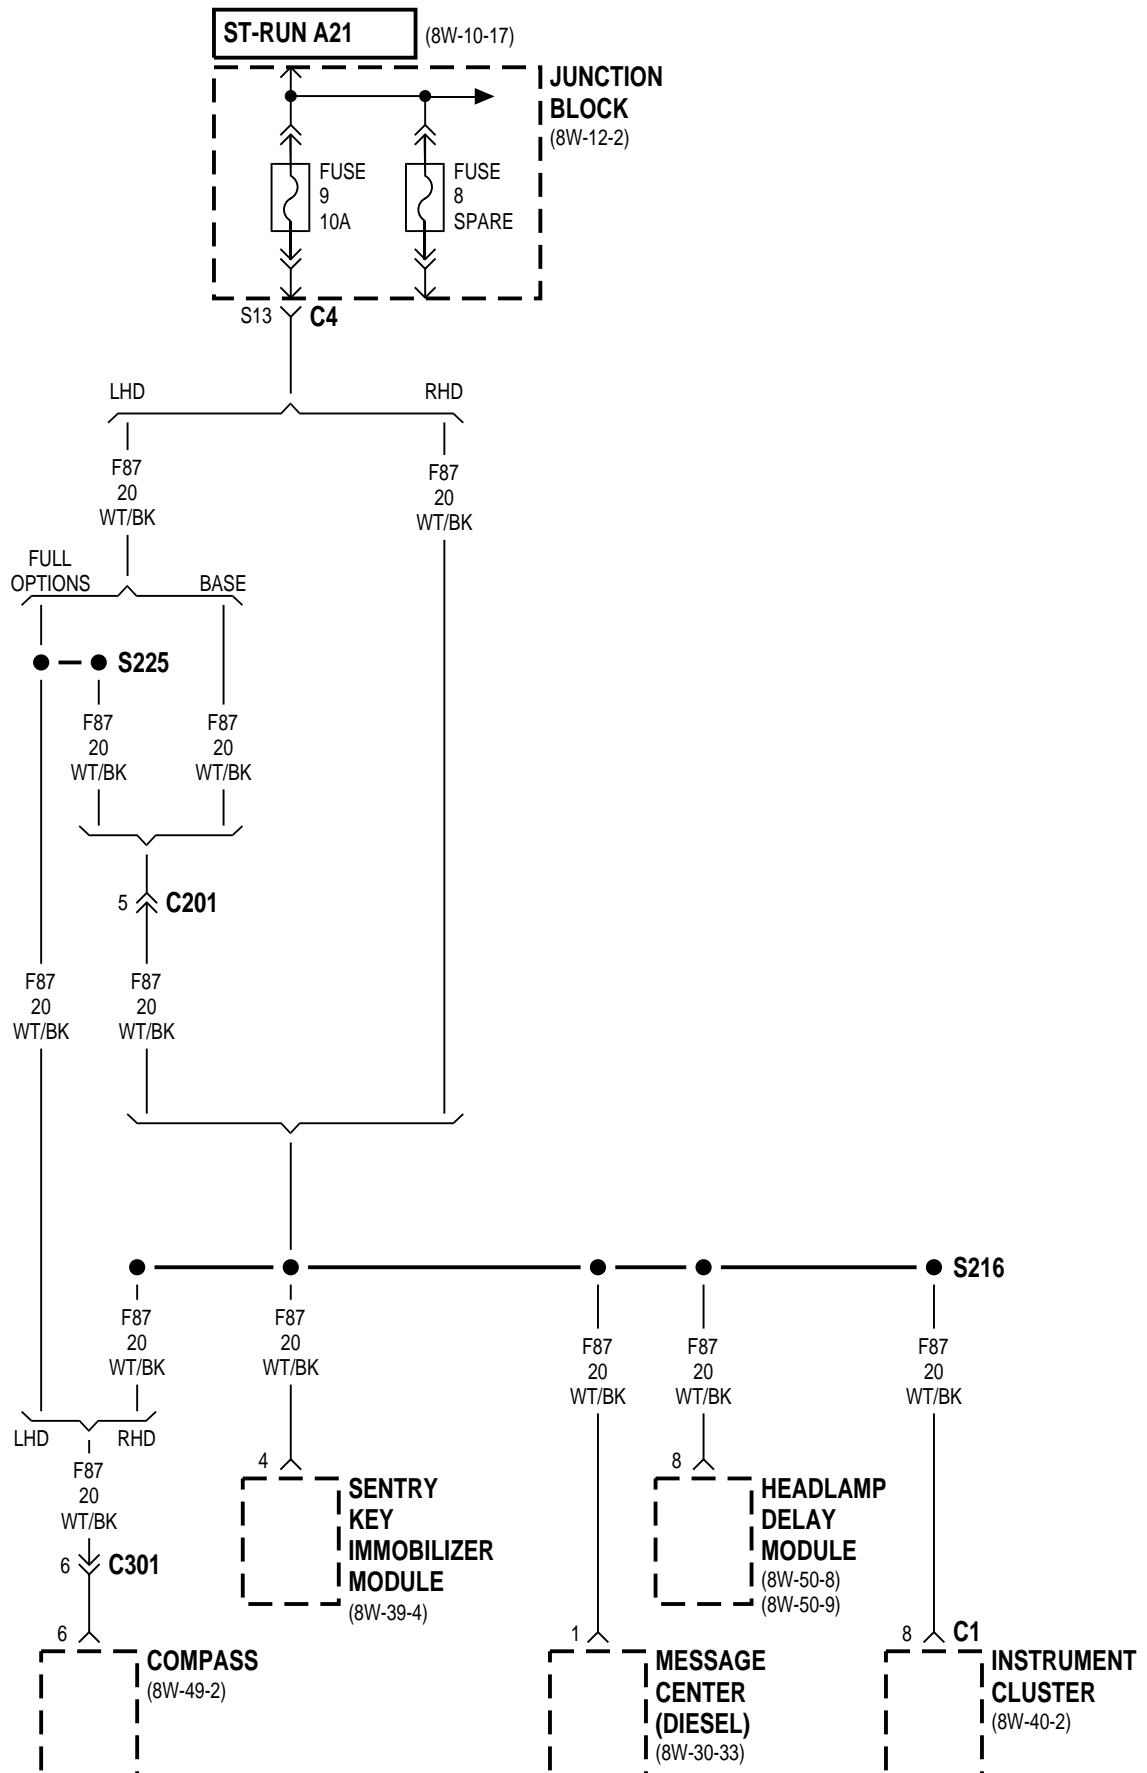 ST-RUN A21 (8W-10-17)
JUNCTION
BLOCK
(8W-12-2)
FUSE
9
10A
FUSE
8
SPARE
S13 C4
LHD RHD
F87
20
WT/BK
F87
20
WT/BK
FULL
OPTIONS BASE
S225
F87
20
WT/BK
F87
20
WT/BK
5 C201
F87
20
WT/BK
F87
20
WT/BK
S216
F87
20
WT/BK
F87
20
WT/BK
F87
20
WT/BK
F87
20
WT/BK
F87
20
WT/BK
LHD RHD
F87
20
WT/BK
6 C301
4
SENTRY
KEY
IMMOBILIZER
MODULE
(8W-39-4)
8
HEADLAMP
DELAY
MODULE
(8W-50-8)
(8W-50-9)
6
COMPASS
(8W-49-2)
1
MESSAGE
CENTER
(DIESEL)
(8W-30-33)
8 C1
INSTRUMENT
CLUSTER
(8W-40-2)